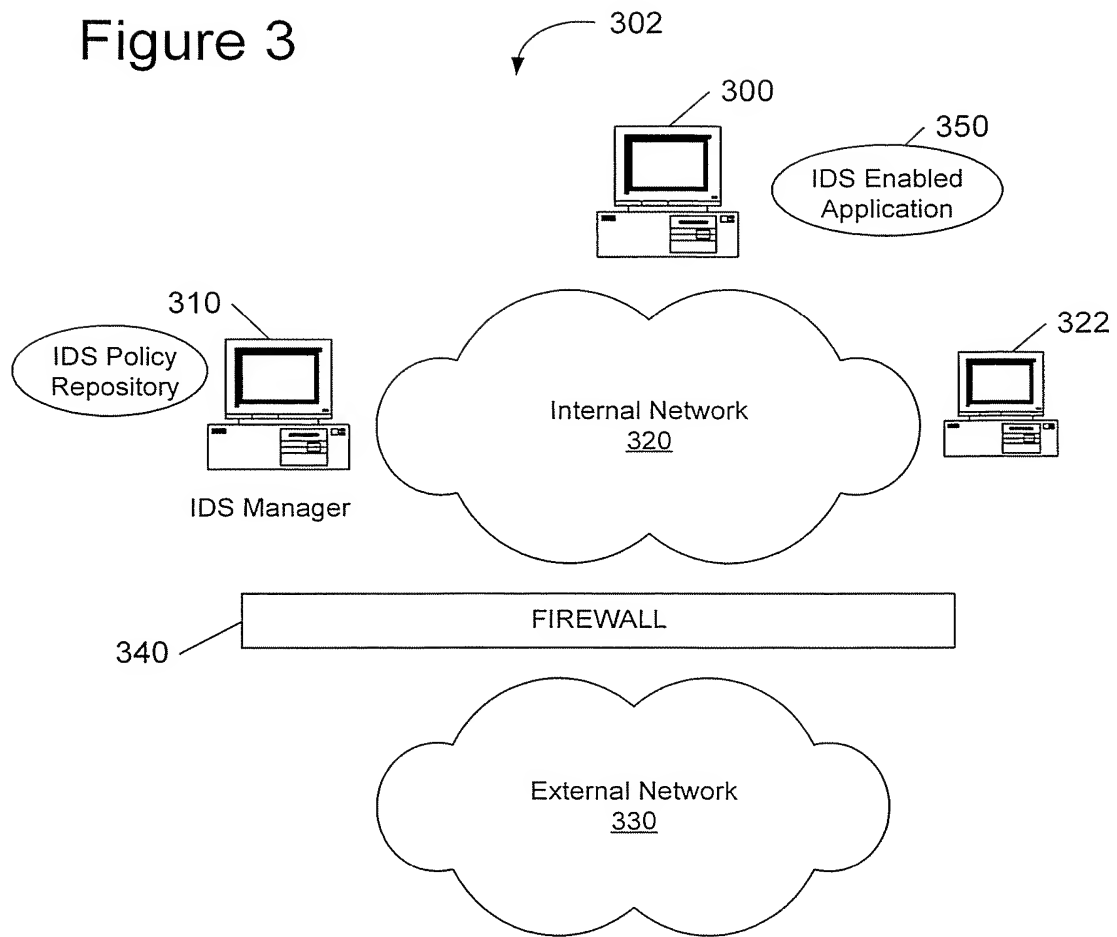 Figure 3
302
300
350
IDS Enabled
Application
310
322
IDS Policy
Repository
Internal Network
320
IDS Manager
FIREWALL
340
External Network
330